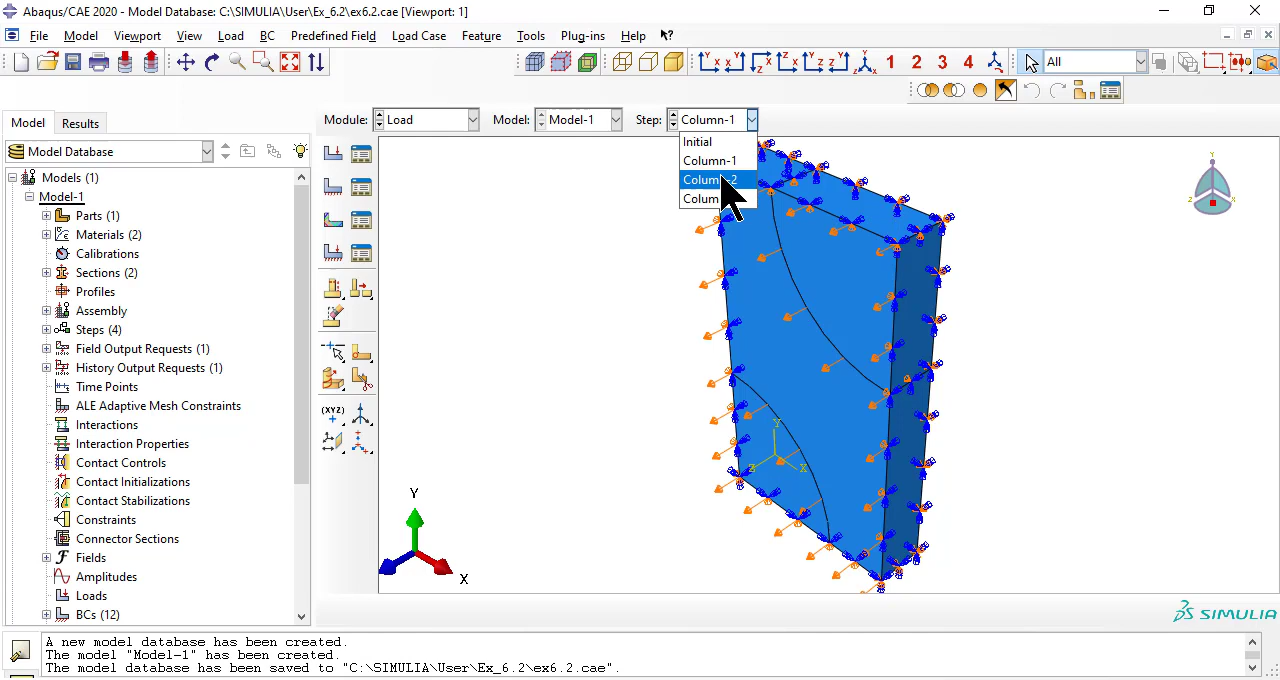 Abaqus/CAE 2020 - Model Database: C:\SIMULIA\User\Ex_6.2\ex6.2.cae [Viewport: 1]
File Model Viewport View Load BC Predefined Field Load Case Feature Tools Plug-ins Help
1 2 3 4 All
Model Results Module: Load Model: Model-1 Step: Column-1
Initial
Column-1
Model Database
Models (1)
Model-1
Parts (1)
Materials (2)
Calibrations
Sections (2)
Profiles
Assembly
Steps (4)
Field Output Requests (1)
History Output Requests (1)
Time Points
ALE Adaptive Mesh Constraints
Interactions
Interaction Properties
Contact Controls
Contact Initializations
Contact Stabilizations
Constraints
Connector Sections
Fields
Amplitudes
Loads
BCs (12)
(XYZ)
Y
X
Z
Y
X
Y
Z
X
SIMULIA
A new model database has been created.
The model "Model-1" has been created.
The model database has been saved to "C:\SIMULIA\User\Ex_6.2\ex6.2.cae".